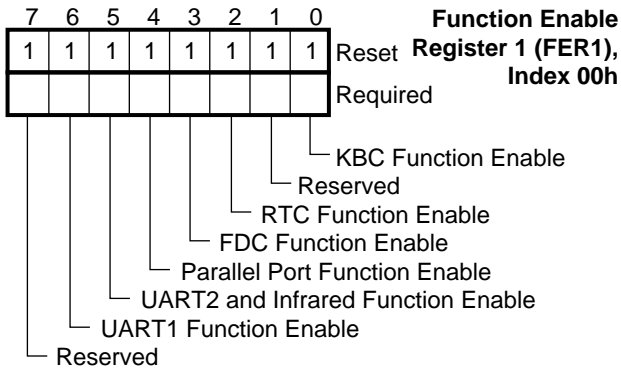 7 6 5 4 3 2 1 0
Function Enable
1 1 1 1 1 1 1 1 Reset
Register 1 (FER1),
Index 00h
Required
KBC Function Enable
Reserved
RTC Function Enable
FDC Function Enable
Parallel Port Function Enable
UART2 and Infrared Function Enable
UART1 Function Enable
Reserved